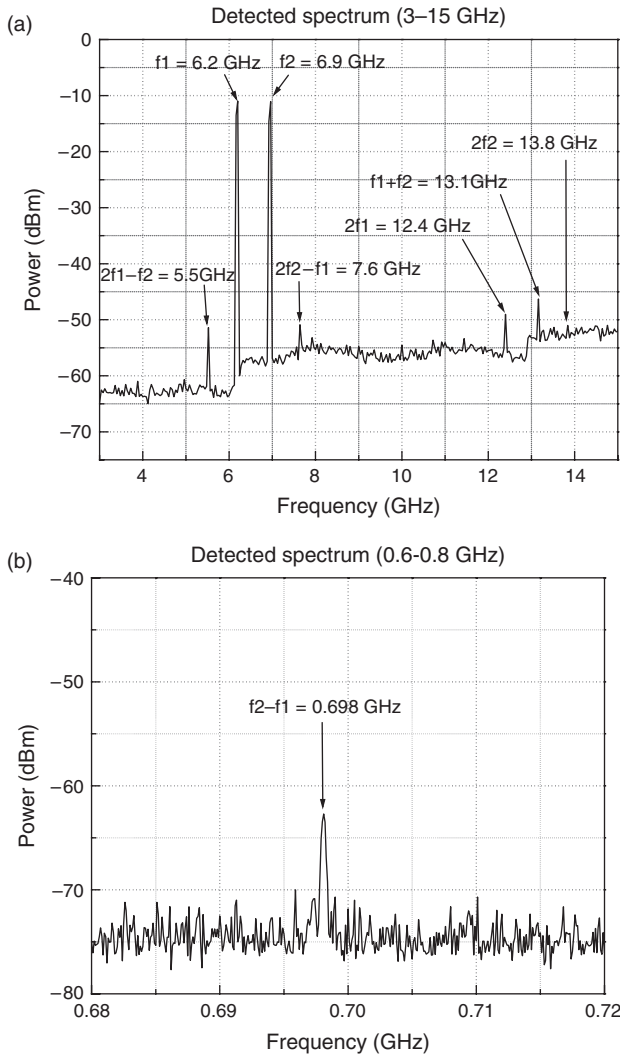 (a)
Detected spectrum (3–15 GHz)
0
−10
−20
−30
−40
−50
−60
−70
Power (dBm)
f1 = 6.2 GHz
f2 = 6.9 GHz
2f2 = 13.8 GHz
f1+f2 = 13.1GHz
2f1 = 12.4 GHz
2f1−f2 = 5.5GHz
2f2−f1 = 7.6 GHz
4 6 8 10 12 14
Frequency (GHz)
(b)
Detected spectrum (0.6-0.8 GHz)
−40
−50
−60
−70
−80
Power (dBm)
f2−f1 = 0.698 GHz
0.68 0.69 0.70 0.71 0.72
Frequency (GHz)